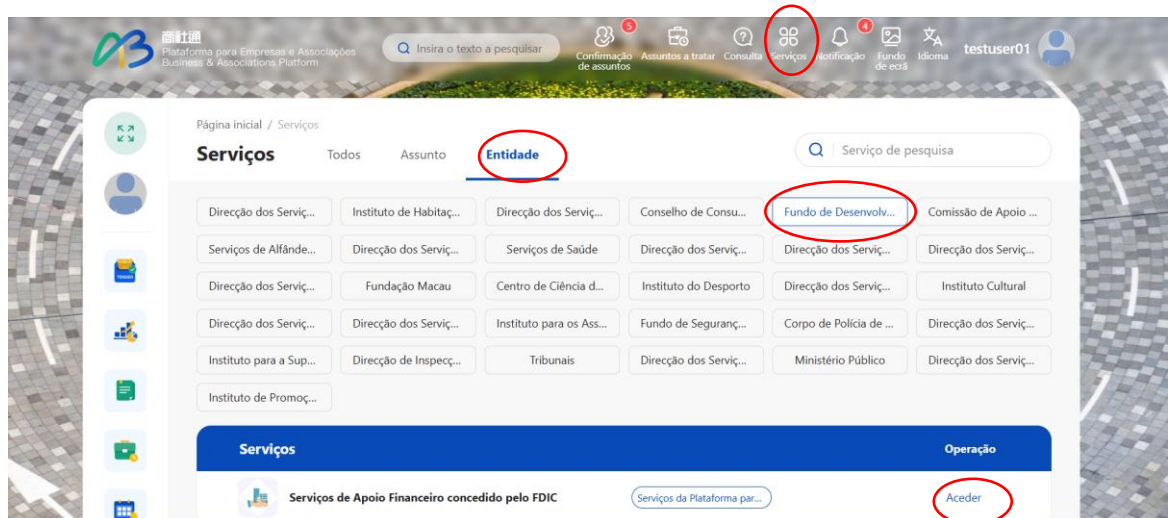 商社通
Plataforma para Empresas e Associações
Business & Associations Platform
Insira o texto a pesquisar
5
Confirmação
de assuntos
Assuntos a tratar
Consulta
Serviços
4
Notificação
Fundo
de ecrã
Idioma
testuser01
Página inicial / Serviços
Serviços Todos Assunto Entidade
Serviço de pesquisa
Direcção dos Serviç... Instituto de Habitaç... Direcção dos Serviç... Conselho de Consu... Fundo de Desenvolv... Comissão de Apoio ...
Serviços de Alfânde... Direcção dos Serviç... Serviços de Saúde Direcção dos Serviç... Direcção dos Serviç... Direcção dos Serviç...
Direcção dos Serviç... Fundação Macau Centro de Ciência d... Instituto do Desporto Direcção dos Serviç... Instituto Cultural
Direcção dos Serviç... Direcção dos Serviç... Instituto para os Ass... Fundo de Seguranç... Corpo de Polícia de ... Direcção dos Serviç...
Instituto para a Sup... Direcção de Inspecç... Tribunais Direcção dos Serviç... Ministério Público Direcção dos Serviç...
Instituto de Promoç...
Serviços Operação
Serviços de Apoio Financeiro concedido pelo FDIC Serviços da Plataforma par... Aceder